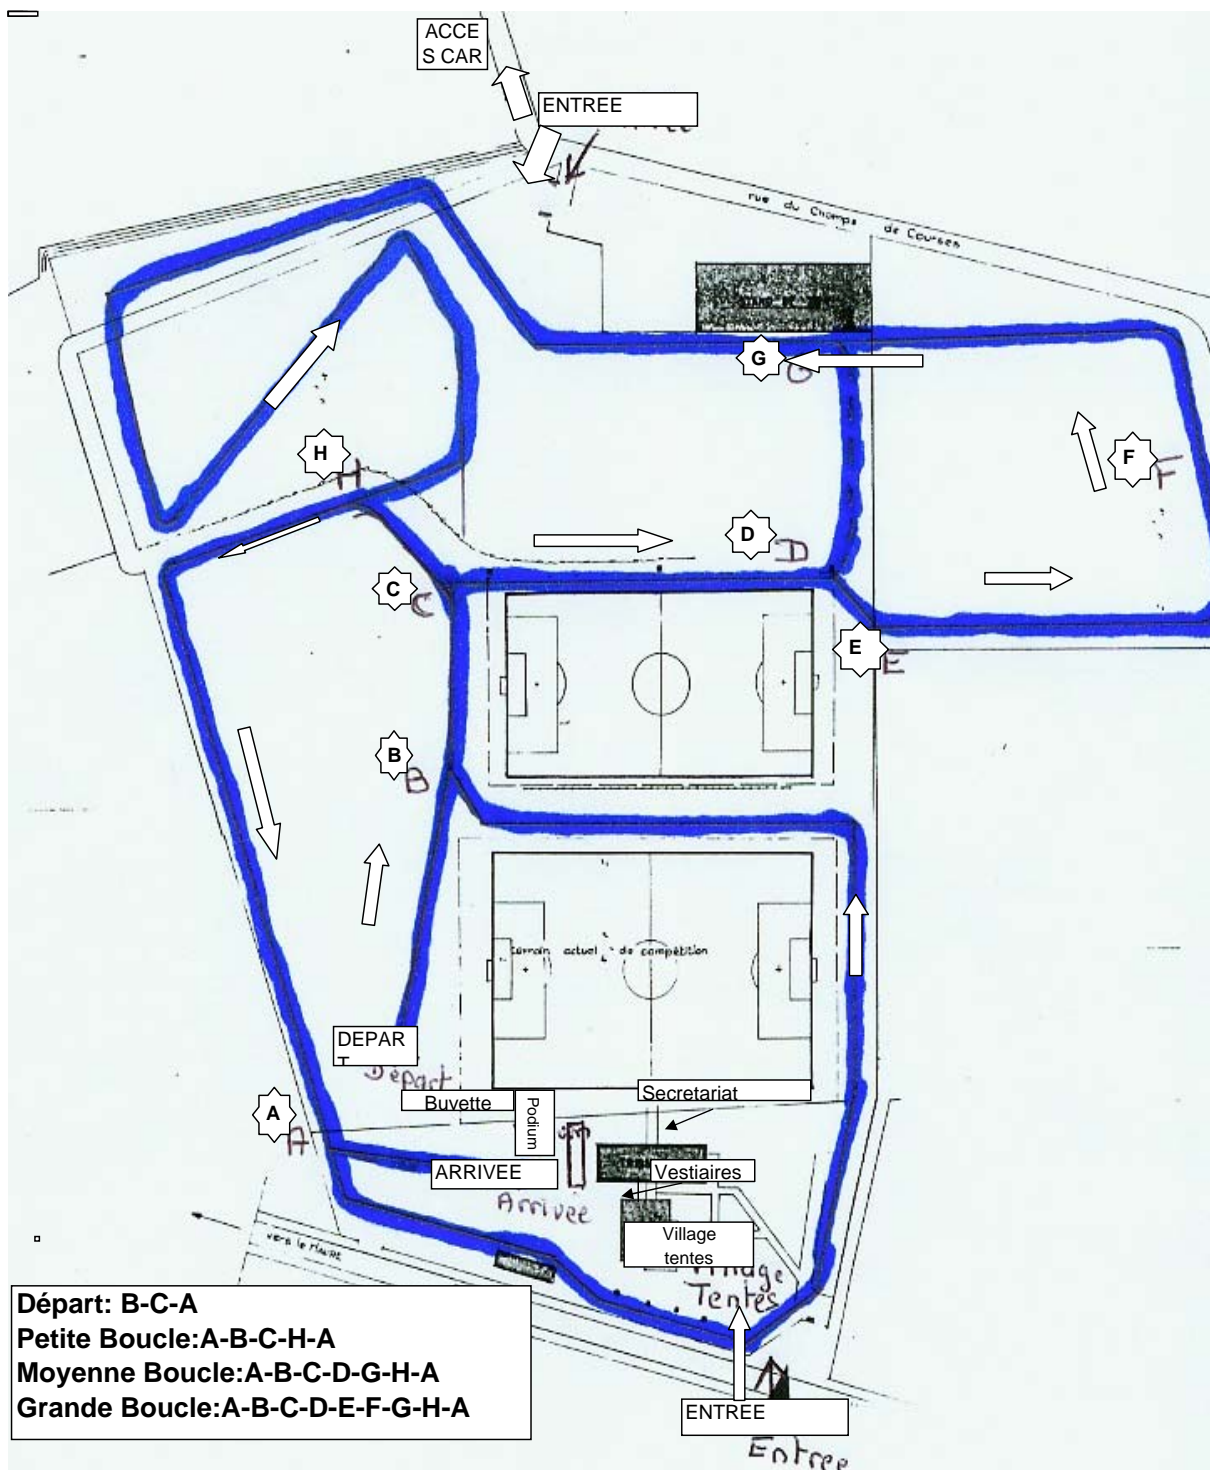 ACCE
S CAR
ENTREE
rue du Champs de Courses
G
G
H
H
F
F
D
D
C
C
E
E
B
B
terrain actuel de compétition
DEPAR
T
Départ
Secretariat
Buvette
Podium
A
A
ARRIVEE
Arrivée
Vestiaires
Village
tentes
Village
Tentes
vers le HAVRE
Départ: B-C-A
Petite Boucle:A-B-C-H-A
Moyenne Boucle:A-B-C-D-G-H-A
Grande Boucle:A-B-C-D-E-F-G-H-A
ENTREE
Entree